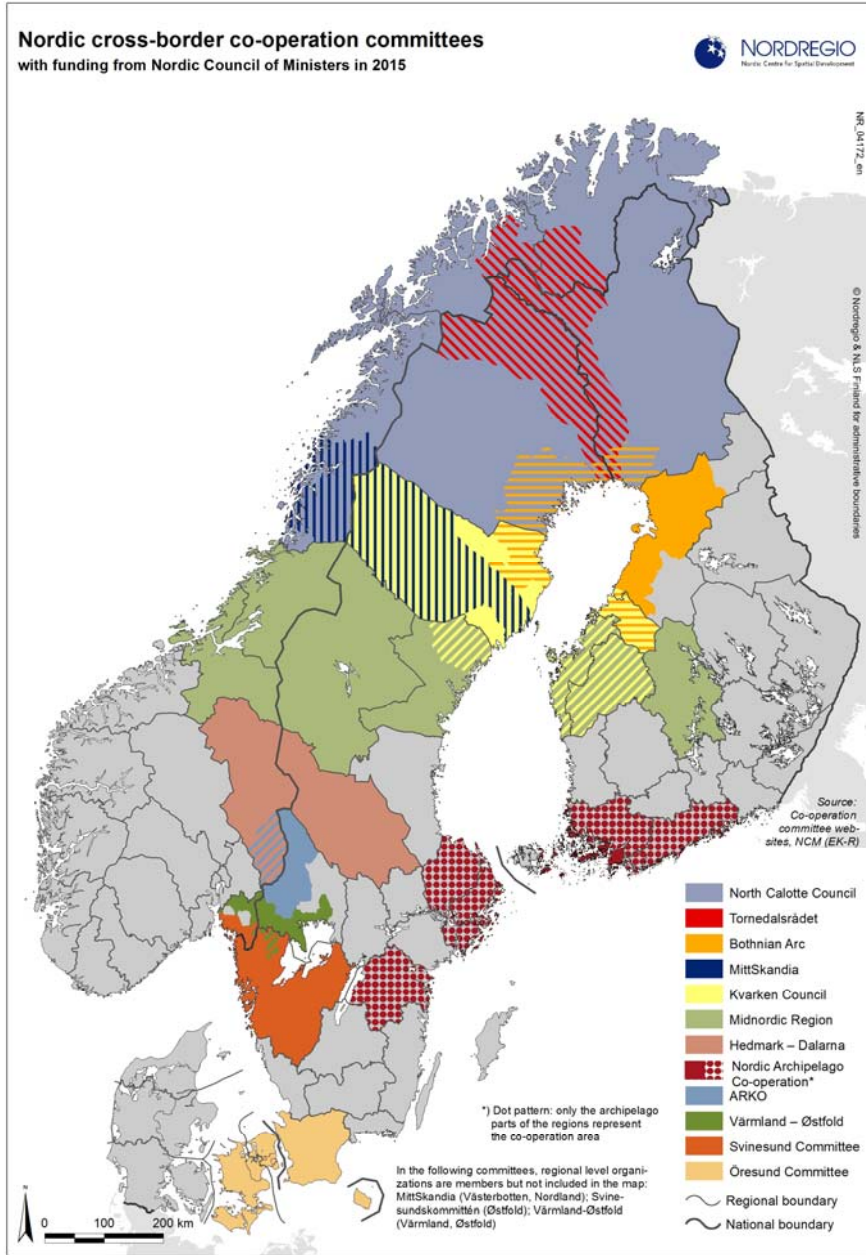 Nordic cross-border co-operation committees
with funding from Nordic Council of Ministers in 2015
NORDREGIO
Nordic Centre for Spatial Development
NR_04172_en
© Nordregio & NLS Finland for administrative boundaries
Source:
Co-operation
committee web-
sites, NCM (EK-R)
North Calotte Council
Tornedalsrådet
Bothnian Arc
MittSkandia
Kvarken Council
Midnordic Region
Hedmark – Dalarna
Nordic Archipelago
Co-operation*
ARKO
Värmland – Østfold
Svinesund Committee
Öresund Committee
Regional boundary
National boundary
*) Dot pattern: only the archipelago
parts of the regions represent
the co-operation area
In the following committees, regional level organi-
zations are members but not included in the map:
MittSkandia (Västerbotten, Nordland); Svine-
sundskommittén (Østfold); Värmland-Østfold
(Värmland, Østfold)
N
0 100 200 km